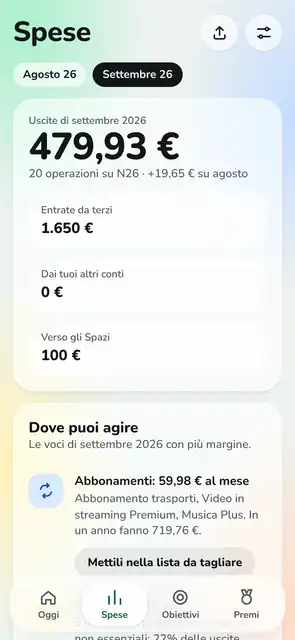 Spese
Agosto 26
Settembre 26
Uscite di settembre 2026
479,93 €
20 operazioni su N26 · +19,65 € su agosto
Entrate da terzi
1.650 €
Dai tuoi altri conti
0 €
Verso gli Spazi
100 €
Dove puoi agire
Le voci di settembre 2026 con più margine.
Abbonamenti: 59,98 € al mese
Abbonamento trasporti, Video in
streaming Premium, Musica Plus. In
un anno fanno 719,76 €.
Mettili nella lista da tagliare
Oggi
Spese
Obiettivi
Premi
non essenziali: 22% delle uscite